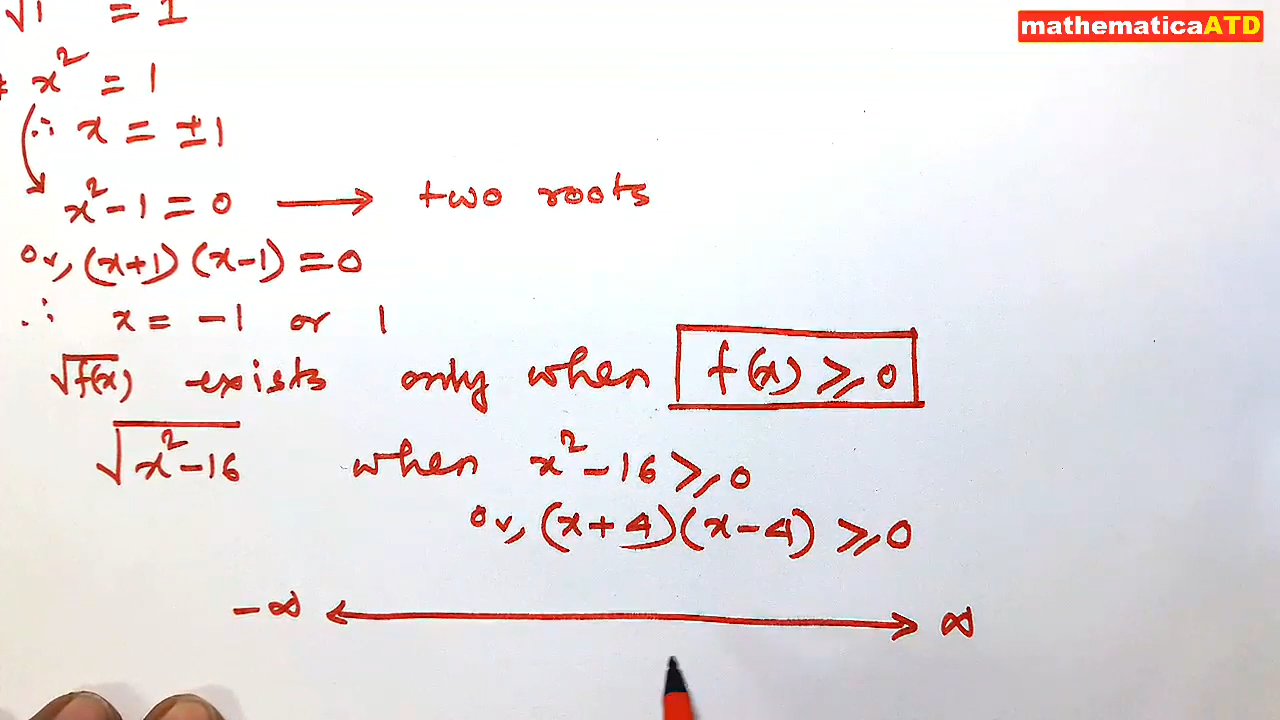 mathematicaATD
√1 = 1
x² = 1
∴ x = ±1
x² - 1 = 0 ⟶ two roots
or, (x+1) (x-1) = 0
∴ x = -1 or 1
√f(x) exists only when f(x) ≥ 0
√x²-16 when x² - 16 ≥ 0
or, (x+4)(x-4) ≥ 0
-∞ ⟷ ∞